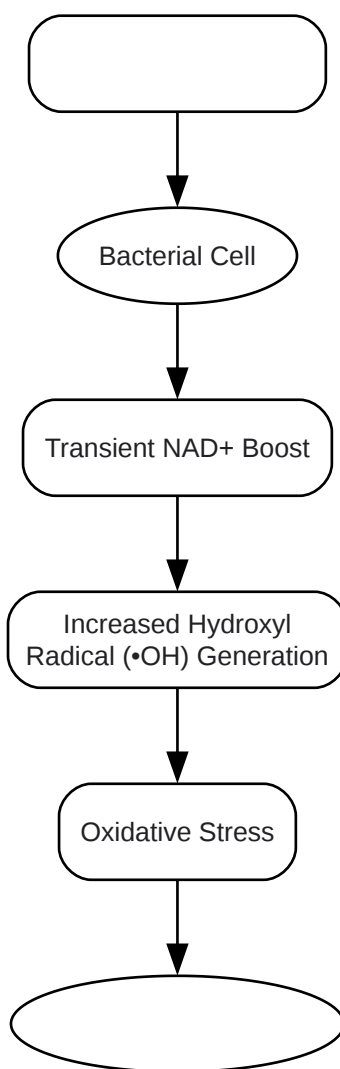 Bacterial Cell
Transient NAD+ Boost
Increased Hydroxyl
Radical (•OH) Generation
Oxidative Stress